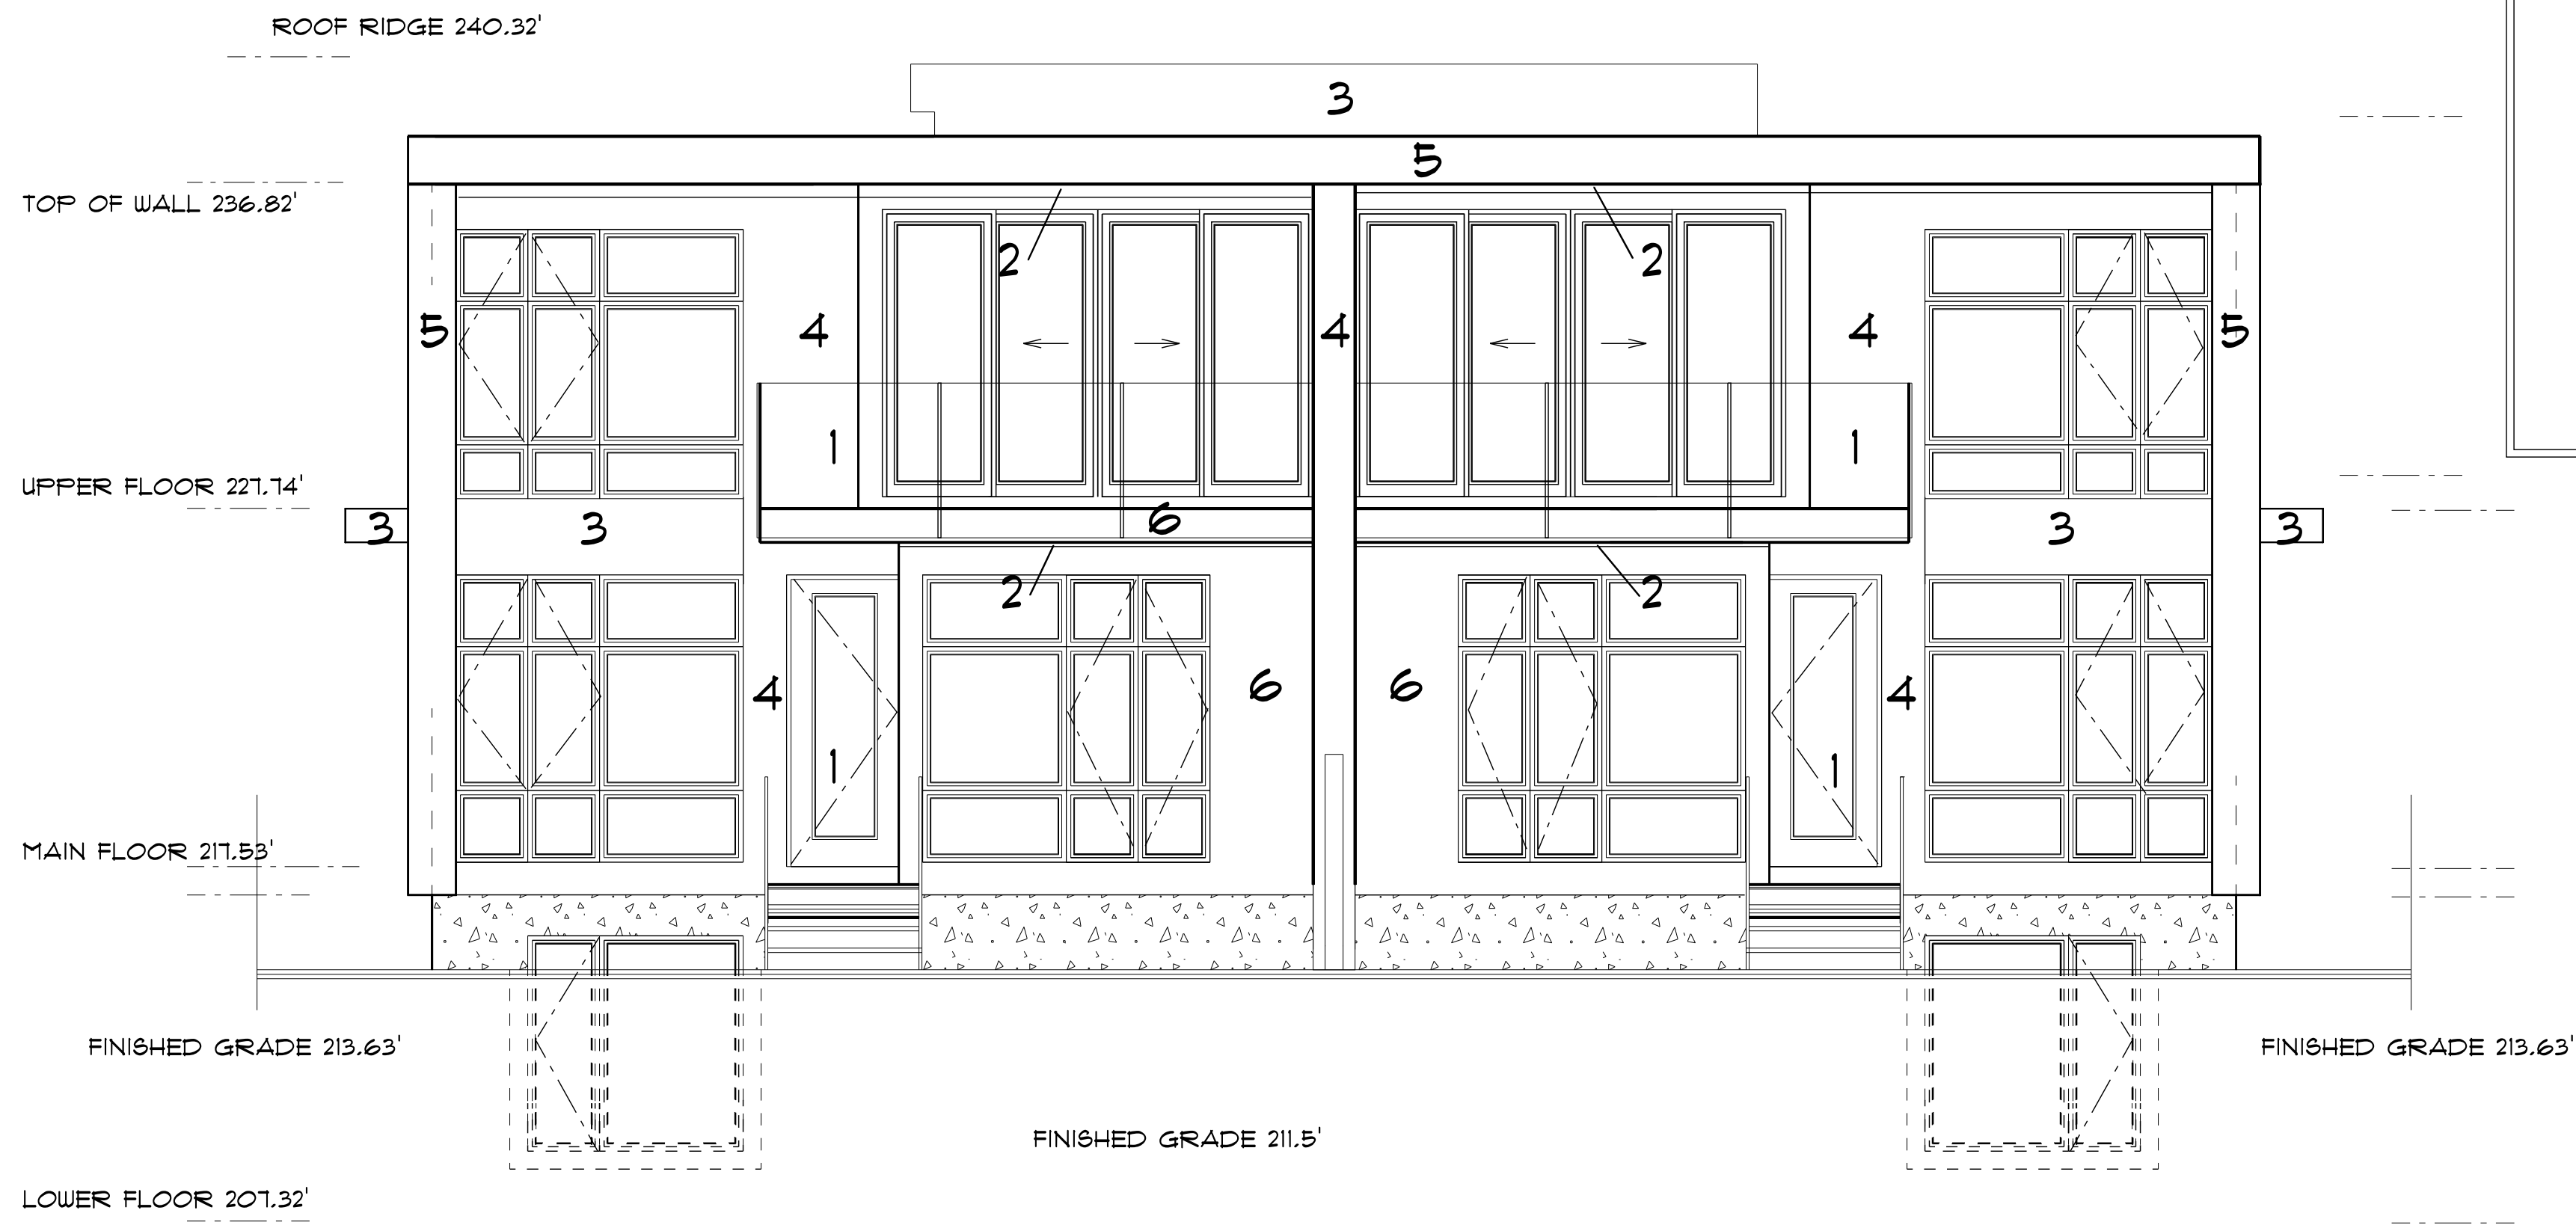 ROOF RIDGE 240.32'
3
5
TOP OF WALL 236.82'
2 2
5 4 4 4 5
1 1
UPPER FLOOR 227.74'
3 3 6 3 3
2 2
4 6 6 4
1 1
MAIN FLOOR 217.53'
FINISHED GRADE 213.63'
FINISHED GRADE 213.63'
FINISHED GRADE 211.5'
LOWER FLOOR 207.32'